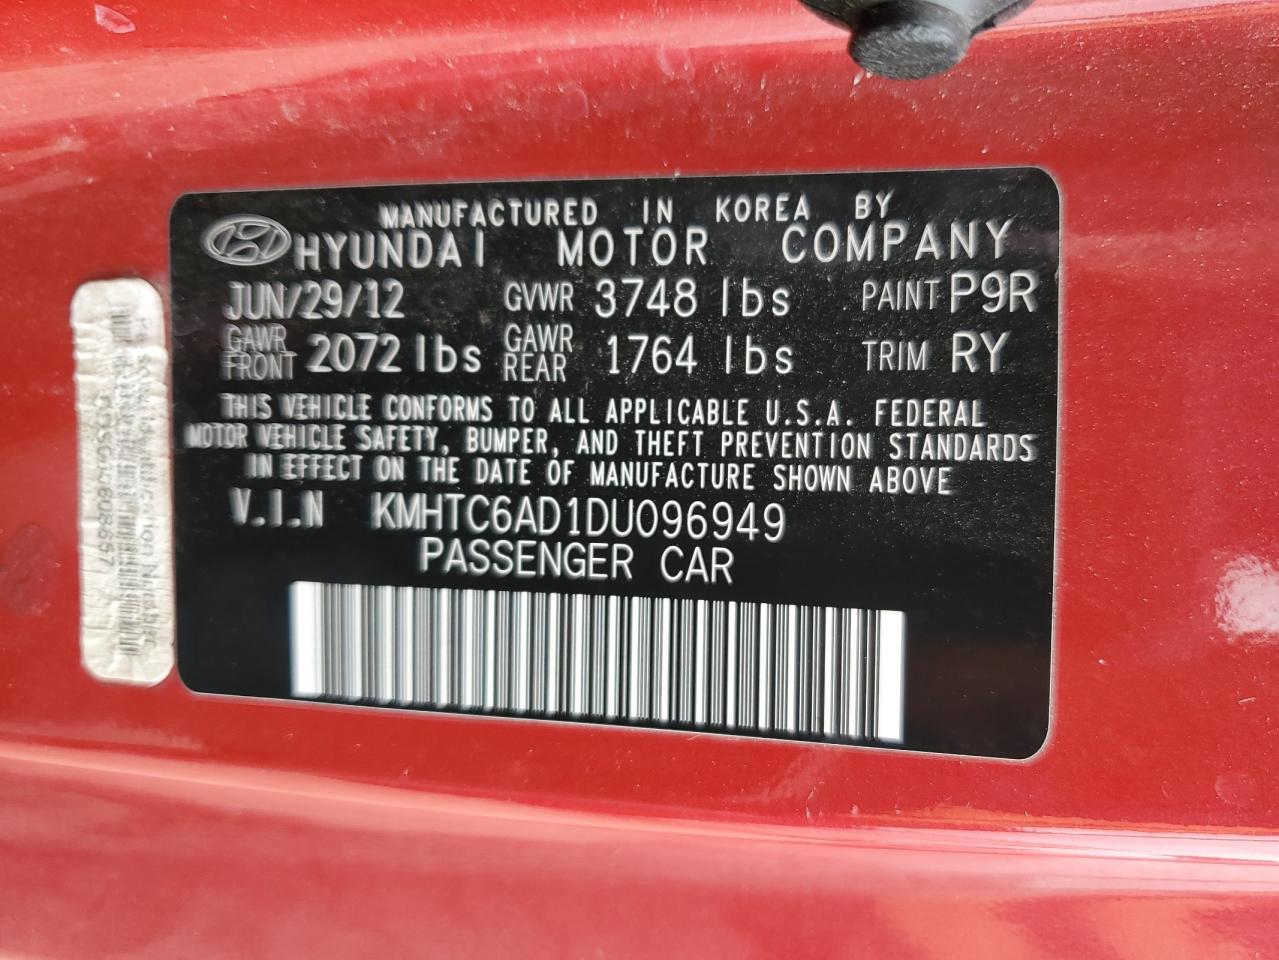 MANUFACTURED IN KOREA BY
HYUNDAI MOTOR COMPANY
JUN/29/12 GVWR 3748 lbs PAINT P9R
GAWR FRONT 2072 lbs GAWR REAR 1764 lbs TRIM RY
THIS VEHICLE CONFORMS TO ALL APPLICABLE U.S.A. FEDERAL
MOTOR VEHICLE SAFETY, BUMPER, AND THEFT PREVENTION STANDARDS
IN EFFECT ON THE DATE OF MANUFACTURE SHOWN ABOVE
V.I.N KMHTC6AD1DU096949
PASSENGER CAR